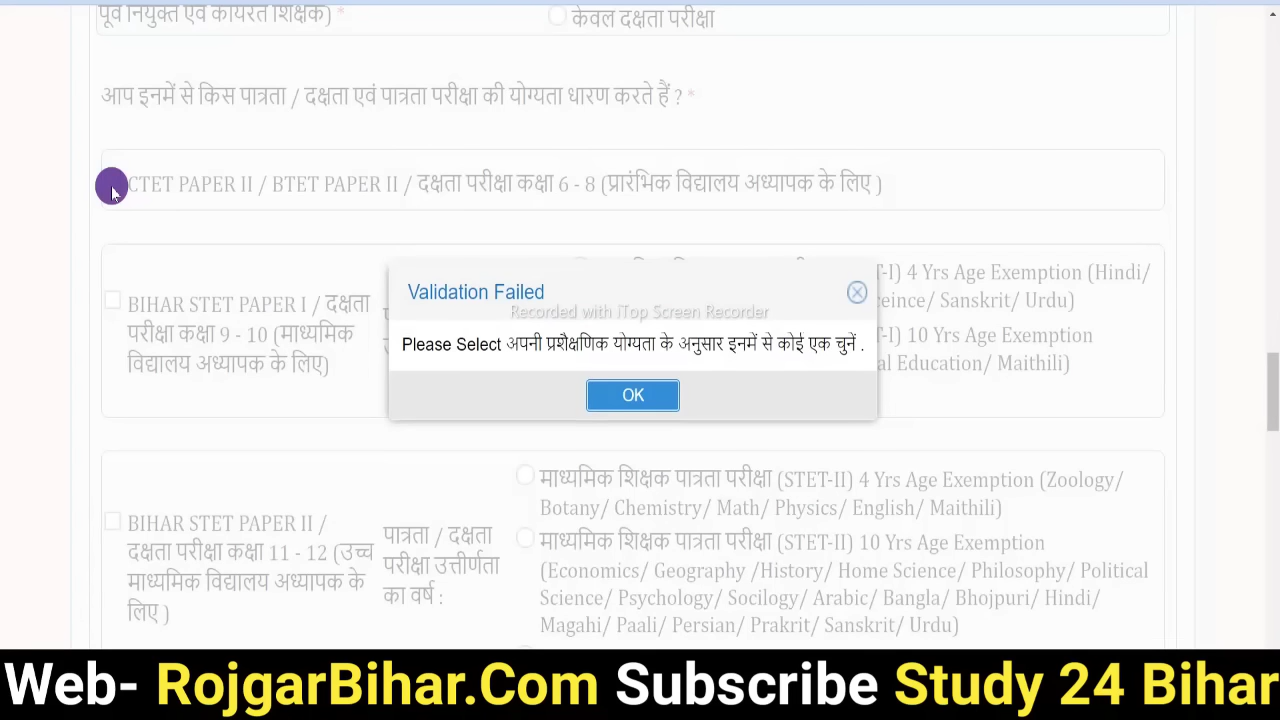 पूर्व नियुक्त एवं कार्यरत शिक्षक) *
केवल दक्षता परीक्षा
आप इनमें से किस पात्रता / दक्षता एवं पात्रता परीक्षा की योग्यता धारण करते हैं ? *
CTET PAPER II / BTET PAPER II / दक्षता परीक्षा कक्षा 6 - 8 (प्रारंभिक विद्यालय अध्यापक के लिए )
BIHAR STET PAPER I / दक्षता
परीक्षा कक्षा 9 - 10 (माध्यमिक
विद्यालय अध्यापक के लिए)
T-I) 4 Yrs Age Exemption (Hindi/
ceince/ Sanskrit/ Urdu)
T-I) 10 Yrs Age Exemption
al Education/ Maithili)
Validation Failed
Recorded with iTop Screen Recorder
Please Select अपनी प्रशैक्षणिक योग्यता के अनुसार इनमें से कोई एक चुनें .
OK
BIHAR STET PAPER II /
दक्षता परीक्षा कक्षा 11 - 12 (उच्च
माध्यमिक विद्यालय अध्यापक के
लिए )
पात्रता / दक्षता
परीक्षा उत्तीर्णता
का वर्ष :
माध्यमिक शिक्षक पात्रता परीक्षा (STET-II) 4 Yrs Age Exemption (Zoology/
Botany/ Chemistry/ Math/ Physics/ English/ Maithili)
माध्यमिक शिक्षक पात्रता परीक्षा (STET-II) 10 Yrs Age Exemption
(Economics/ Geography /History/ Home Science/ Philosophy/ Political
Science/ Psychology/ Socilogy/ Arabic/ Bangla/ Bhojpuri/ Hindi/
Magahi/ Paali/ Persian/ Prakrit/ Sanskrit/ Urdu)
Web- RojgarBihar.Com Subscribe Study 24 Bihar